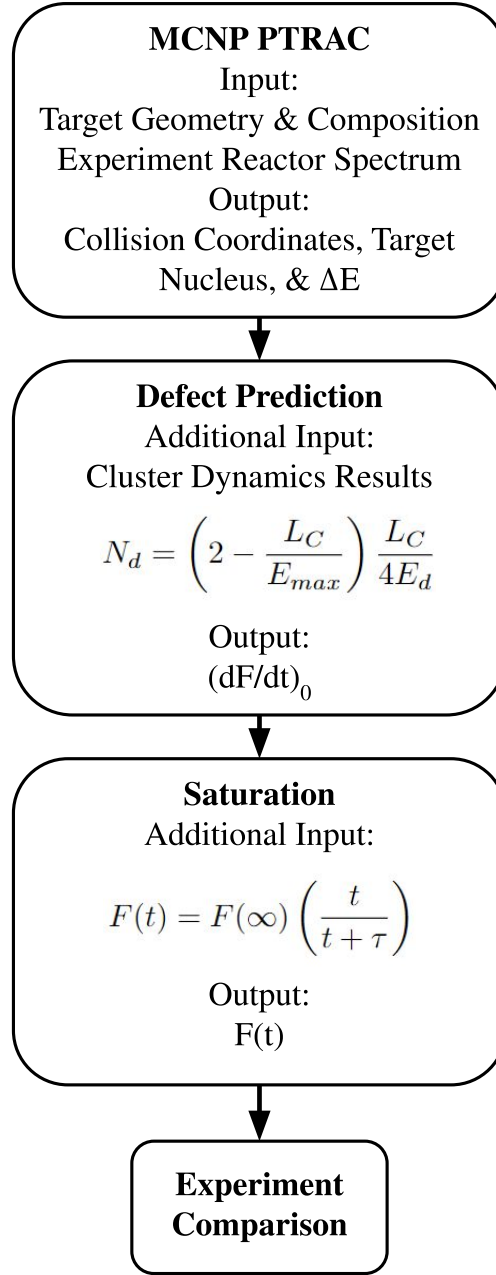 MCNP PTRAC
Input:
Target Geometry & Composition
Experiment Reactor Spectrum
Output:
Collision Coordinates, Target
Nucleus, & ΔE
Defect Prediction
Additional Input:
Cluster Dynamics Results
N_d = (2 − L_C / E_max) L_C / 4E_d
Output:
(dF/dt)_0
Saturation
Additional Input:
F(t) = F(∞) (t / t + τ)
Output:
F(t)
Experiment
Comparison